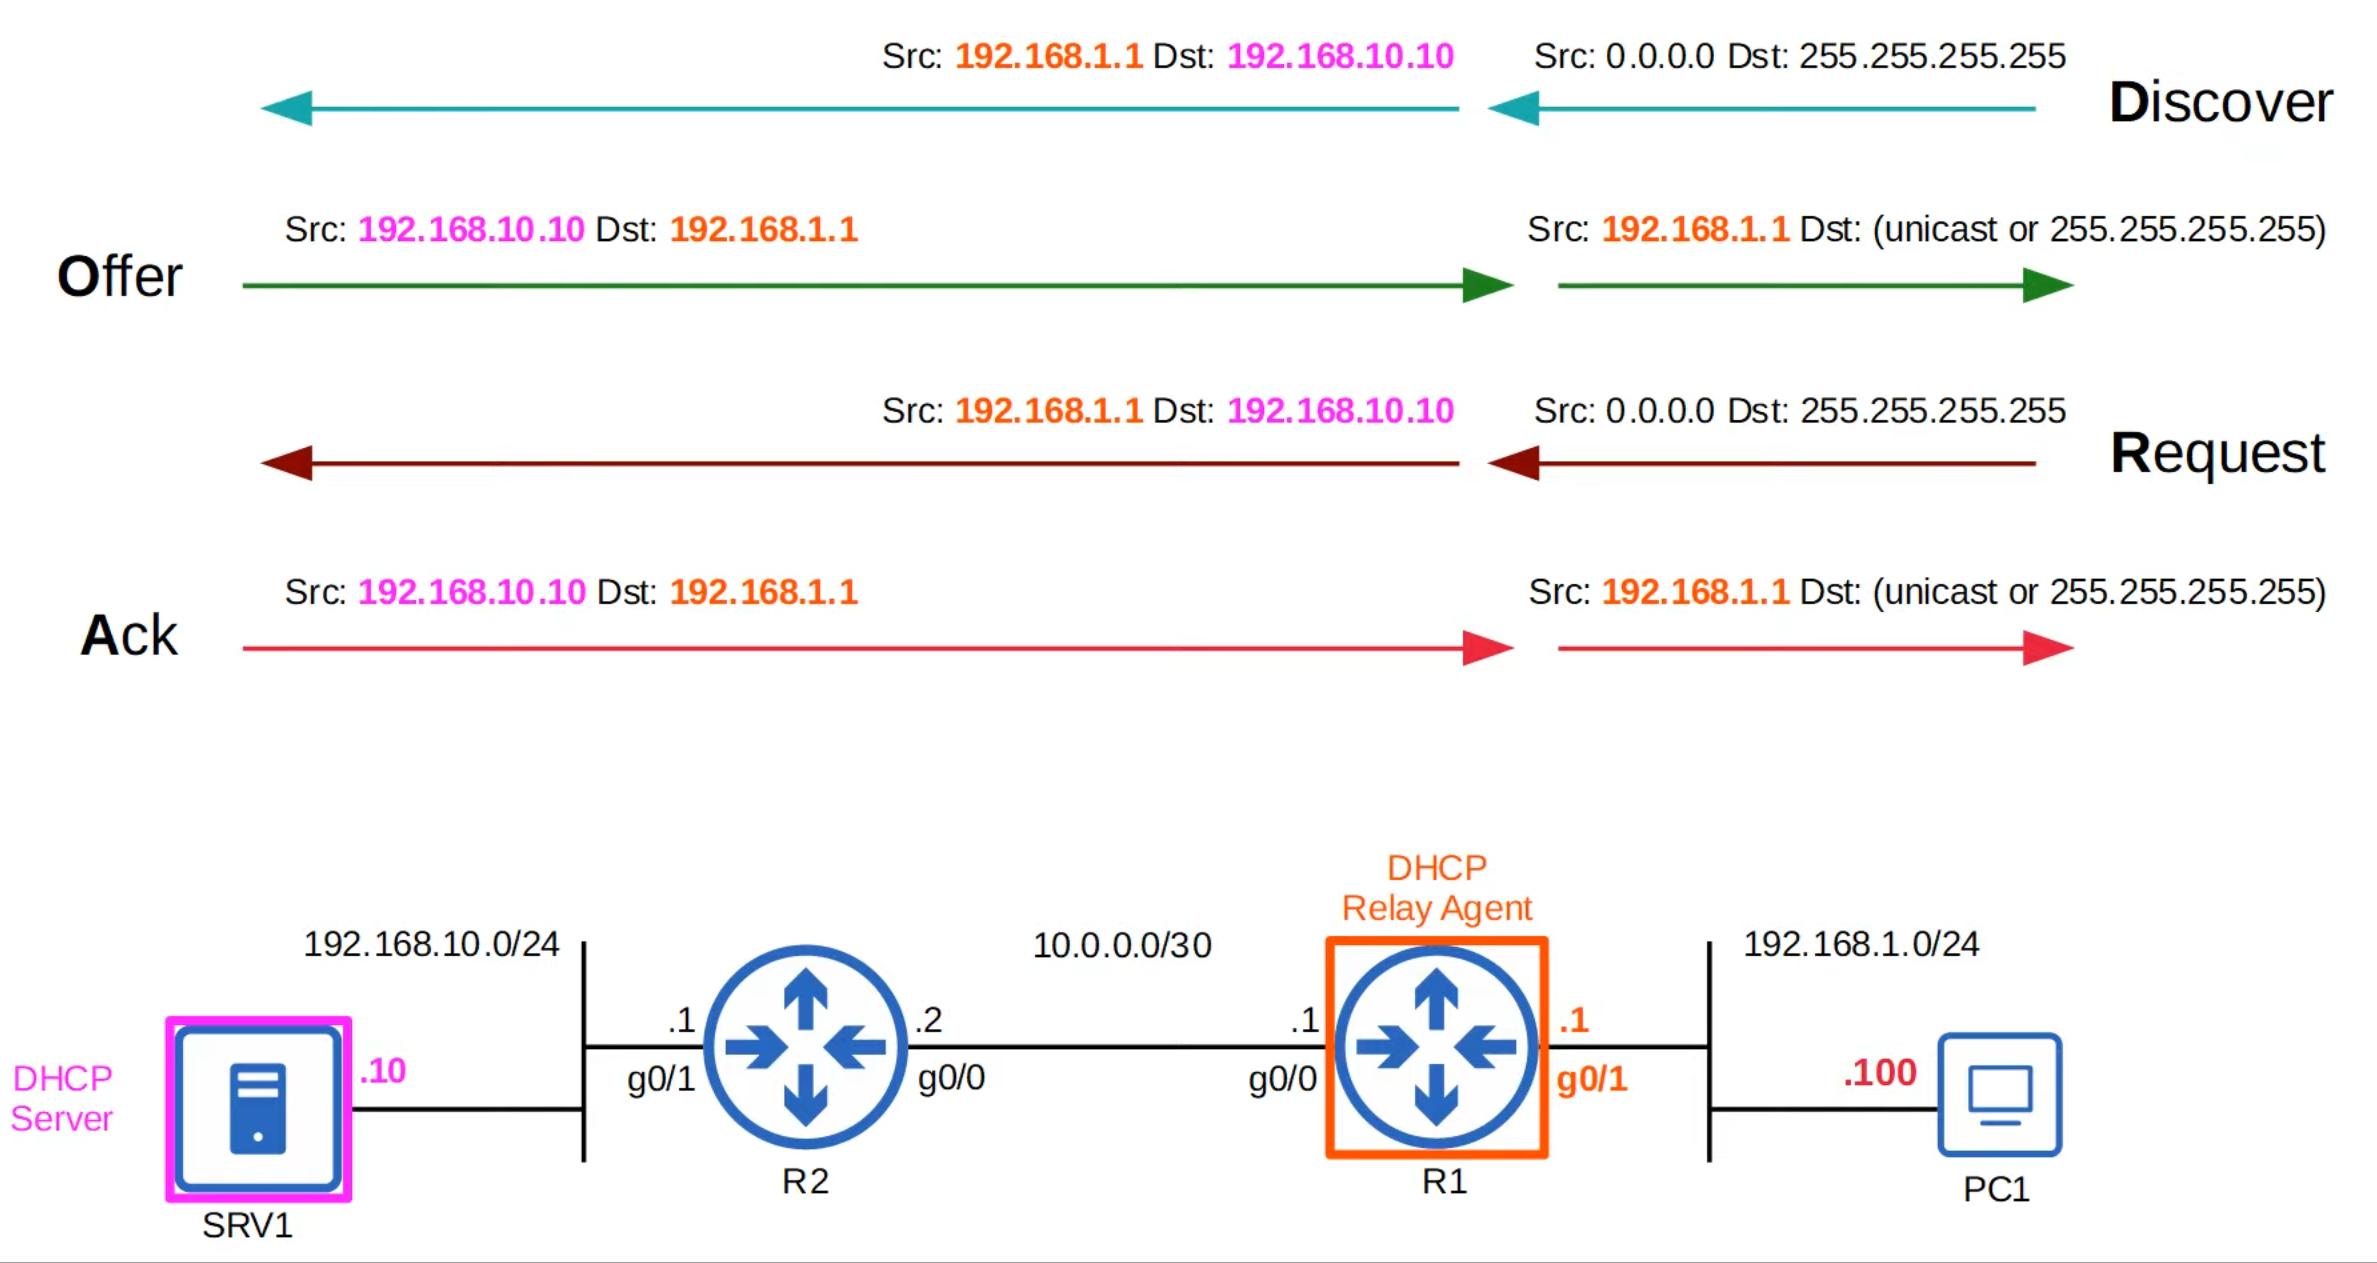 Src: 192.168.1.1 Dst: 192.168.10.10
Src: 0.0.0.0 Dst: 255.255.255.255
Discover
Src: 192.168.10.10 Dst: 192.168.1.1
Src: 192.168.1.1 Dst: (unicast or 255.255.255.255)
Offer
Src: 192.168.1.1 Dst: 192.168.10.10
Src: 0.0.0.0 Dst: 255.255.255.255
Request
Src: 192.168.10.10 Dst: 192.168.1.1
Src: 192.168.1.1 Dst: (unicast or 255.255.255.255)
Ack
DHCP
Relay Agent
192.168.10.0/24
10.0.0.0/30
192.168.1.0/24
.1
.2
.1
.1
DHCP
Server
.10
g0/1
g0/0
g0/0
g0/1
.100
R2
R1
PC1
SRV1